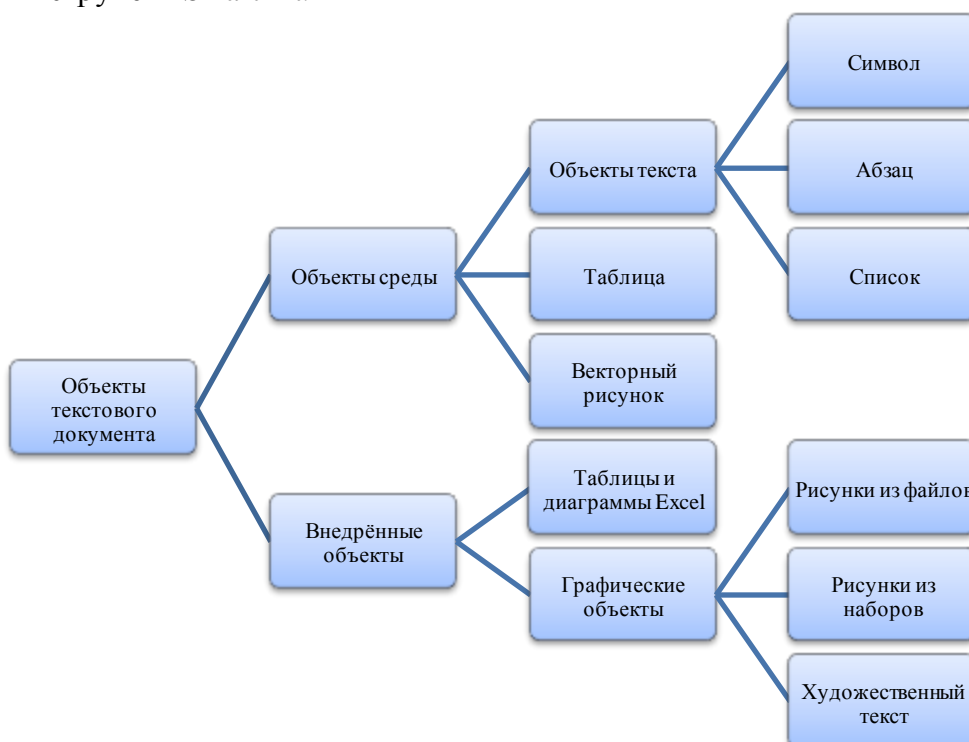 Символ
Объекты текста
Абзац
Объекты среды
Таблица
Список
Объекты
текстового
документа
Векторный
рисунок
Внедрённые
объекты
Таблицы и
диаграммы Excel
Рисунки из файлов
Графические
объекты
Рисунки из
наборов
Художественный
текст